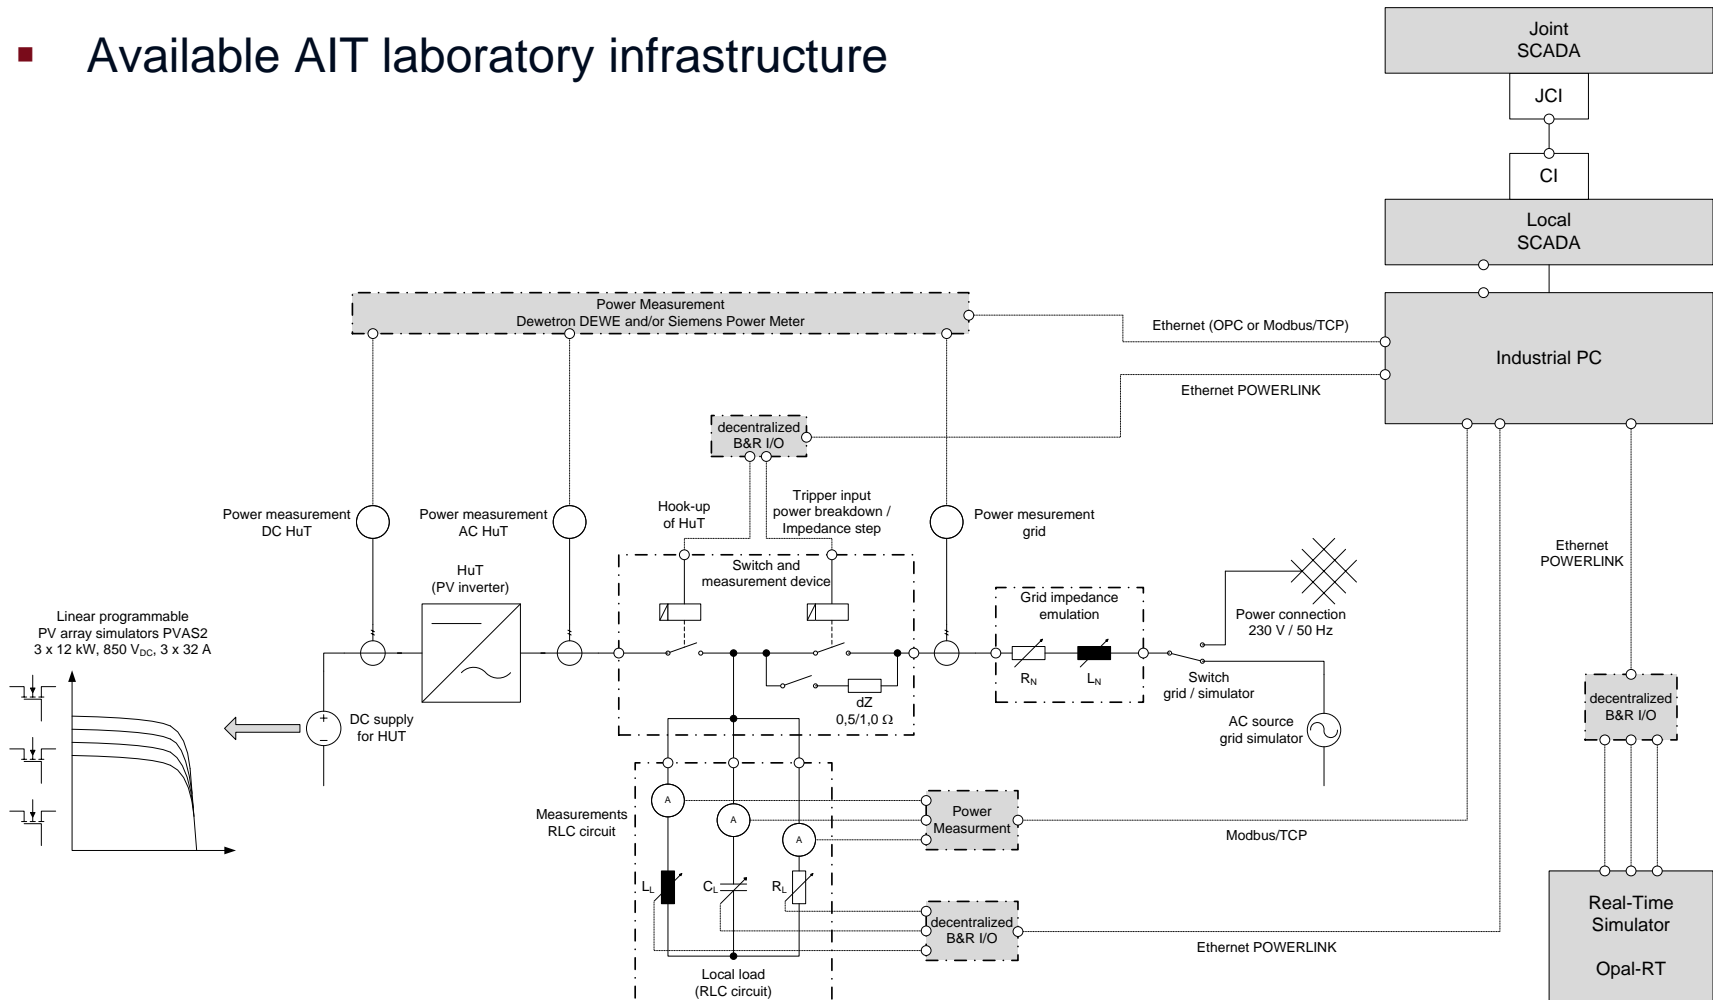 Available AIT laboratory infrastructure
Joint
SCADA
JCI
CI
Local
SCADA
Power Measurement
Dewetron DEWE and/or Siemens Power Meter
Ethernet (OPC or Modbus/TCP)
Industrial PC
Ethernet POWERLINK
decentralized
B&R I/O
Hook-up
of HuT
Tripper input
power breakdown /
Impedance step
Power measurement
DC HuT
Power measurement
AC HuT
Power mesurement
grid
Ethernet
POWERLINK
HuT
(PV inverter)
Switch and
measurement device
Grid impedance
emulation
Power connection
230 V / 50 Hz
Linear programmable
PV array simulators PVAS2
3 x 12 kW, 850 VDC, 3 x 32 A
RN
LN
Switch
grid / simulator
dZ
0,5/1,0 Ω
+
−
DC supply
for HUT
AC source
grid simulator
decentralized
B&R I/O
Measurements
RLC circuit
A
A
A
Power
Measurment
Modbus/TCP
LL
CL
RL
decentralized
B&R I/O
Ethernet POWERLINK
Local load
(RLC circuit)
Real-Time
Simulator
Opal-RT